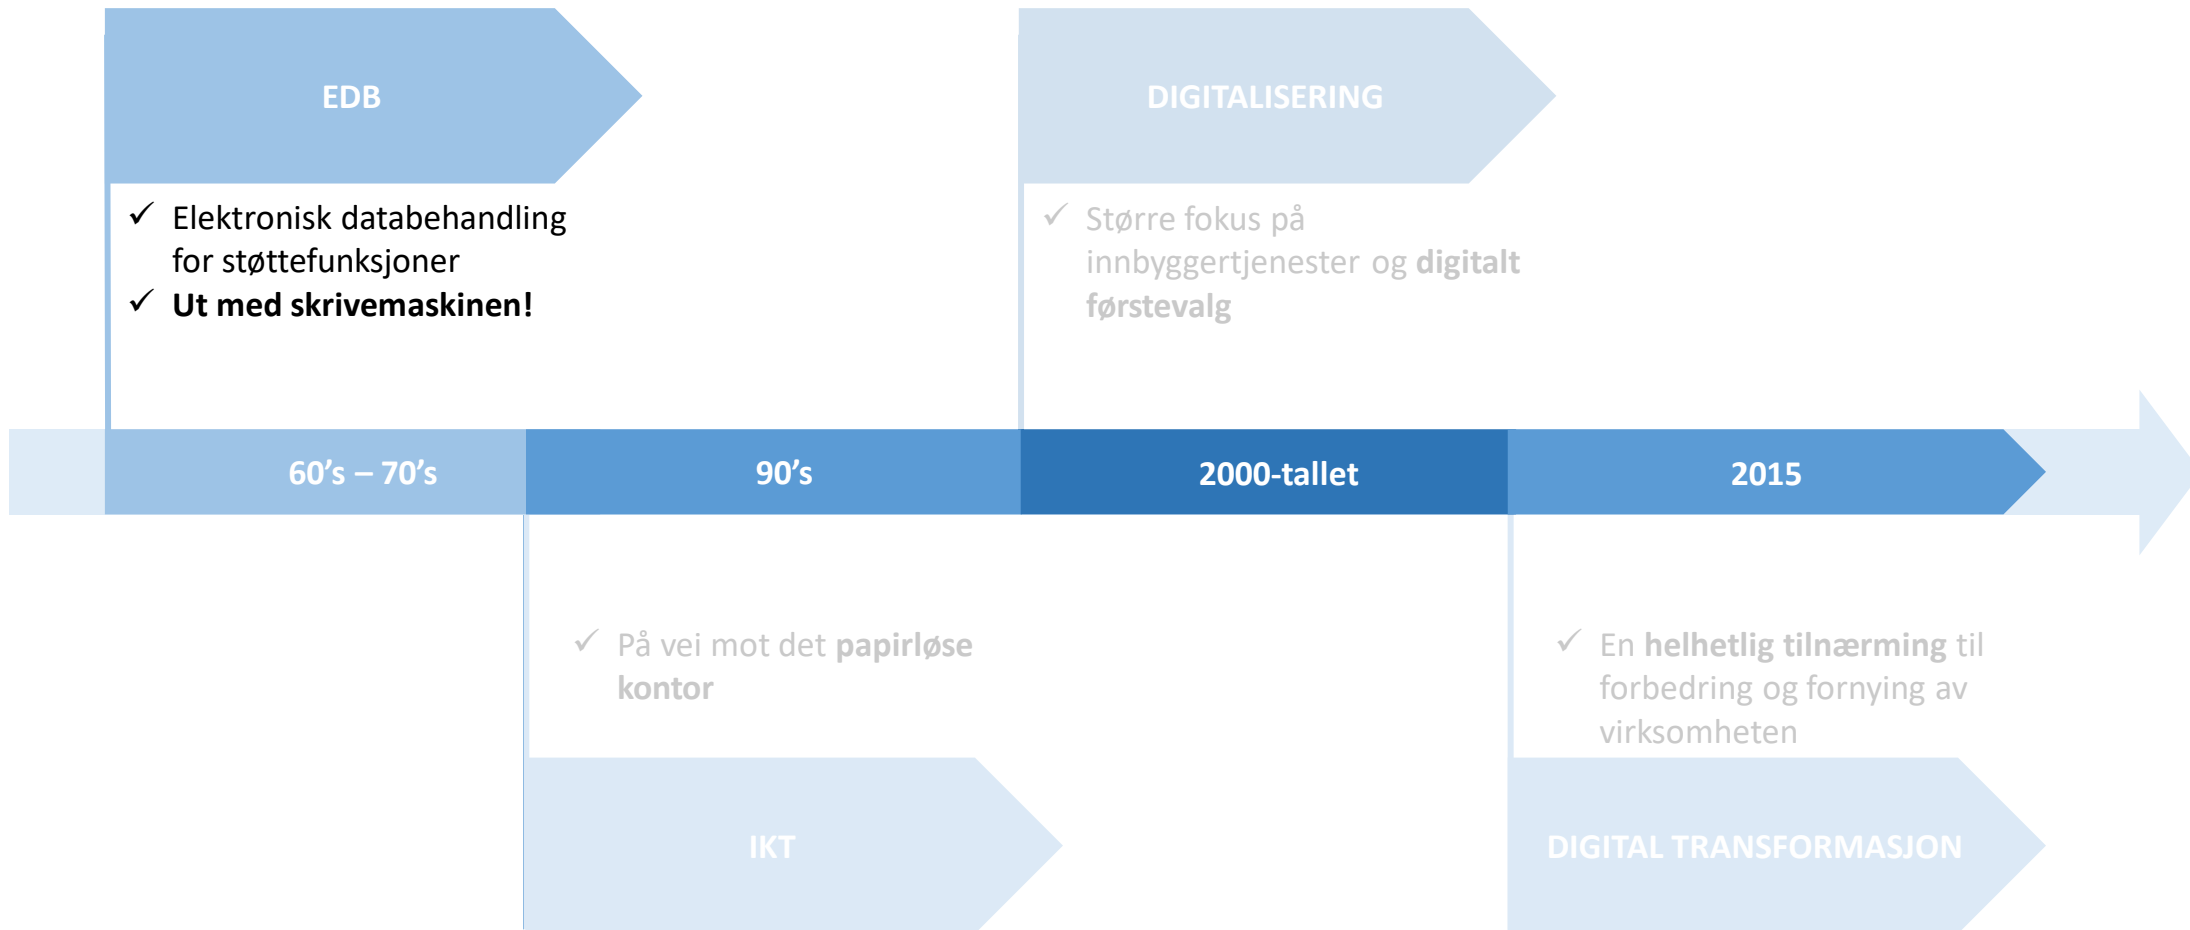 EDB
✓ Elektronisk databehandling
for støttefunksjoner
✓ Ut med skrivemaskinen!
DIGITALISERING
✓ Større fokus på
innbyggertjenester og digitalt
førstevalg
60’s – 70’s
90’s
2000-tallet
2015
✓ På vei mot det papirløse
kontor
IKT
✓ En helhetlig tilnærming til
forbedring og fornying av
virksomheten
DIGITAL TRANSFORMASJON